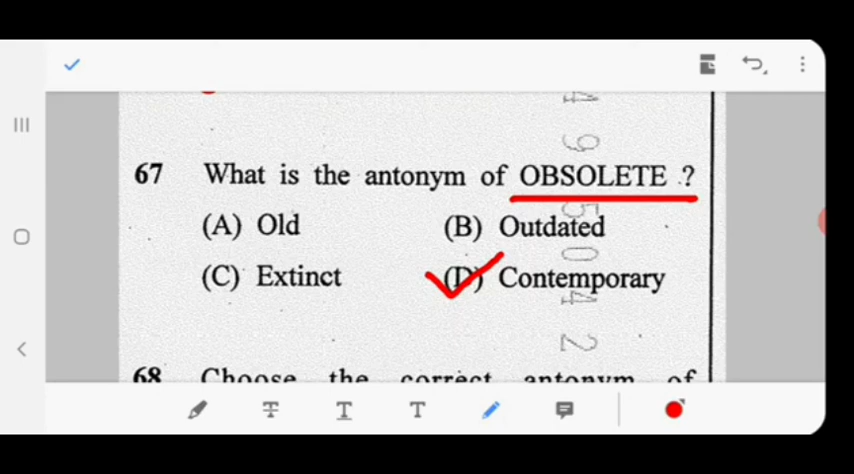 67 What is the antonym of OBSOLETE ?
(A) Old (B) Outdated
(C) Extinct (D) Contemporary
68 Choose the correct antonym of